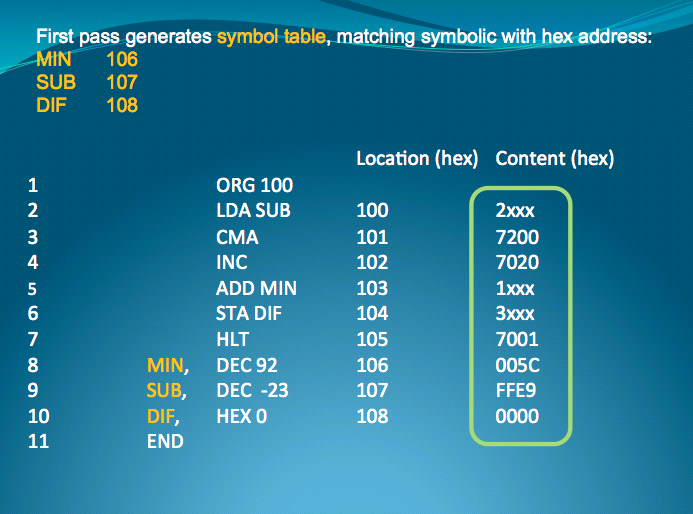 First pass generates symbol table, matching symbolic with hex address:
MIN 106
SUB 107
DIF 108
Location (hex) Content (hex)
1 ORG 100
2 LDA SUB 100 2xxx
3 CMA 101 7200
4 INC 102 7020
5 ADD MIN 103 1xxx
6 STA DIF 104 3xxx
7 HLT 105 7001
8 MIN, DEC 92 106 005C
9 SUB, DEC -23 107 FFE9
10 DIF, HEX 0 108 0000
11 END